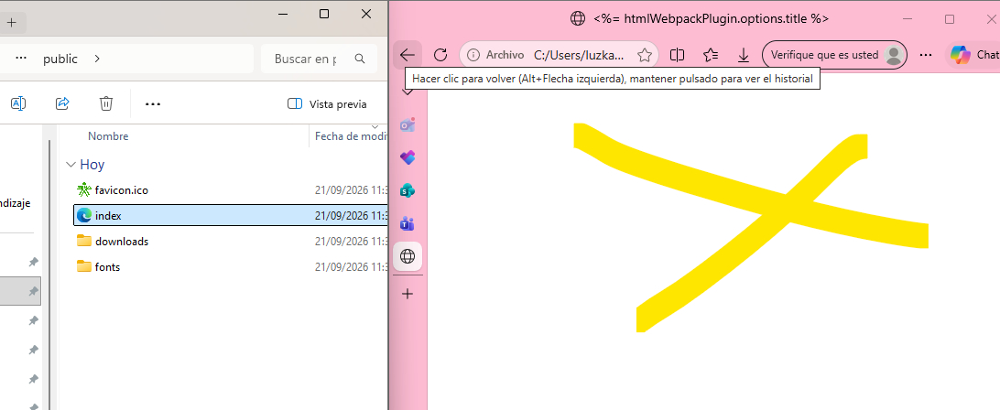 public
Buscar en p
Vista previa
Nombre
Fecha de modif
Hoy
favicon.ico 21/09/2026 11:3
index 21/09/2026 11:3
downloads 21/09/2026 11:3
fonts 21/09/2026 11:3
ndizaje
<%= htmlWebpackPlugin.options.title %>
Archivo C:/Users/luzka... Verifique que es usted Chatea
Hacer clic para volver (Alt+Flecha izquierda), mantener pulsado para ver el historial